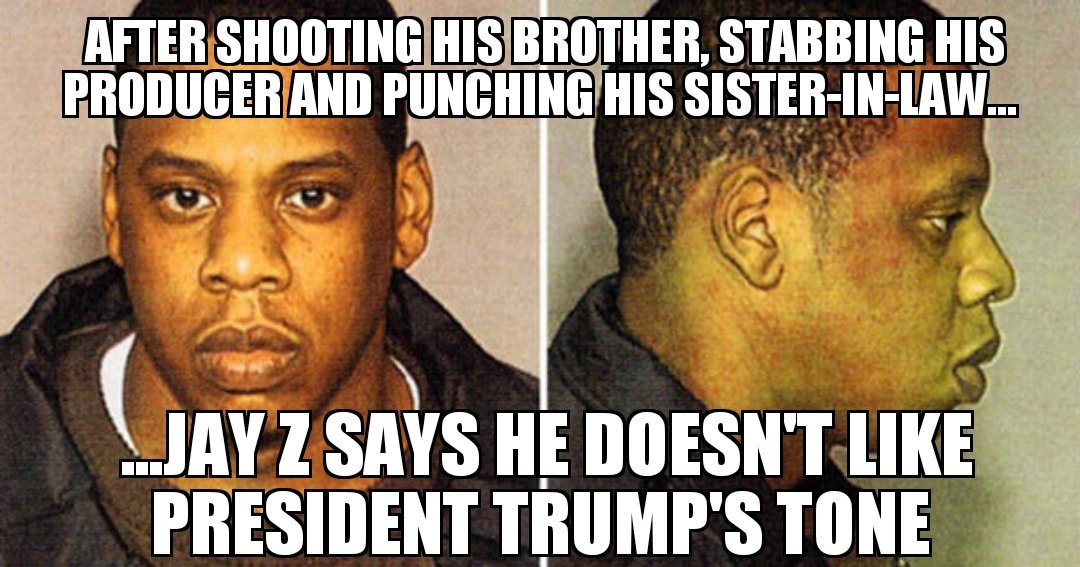 AFTER SHOOTING HIS BROTHER, STABBING HIS
PRODUCER AND PUNCHING HIS SISTER-IN-LAW...
...JAY Z SAYS HE DOESN'T LIKE
PRESIDENT TRUMP'S TONE